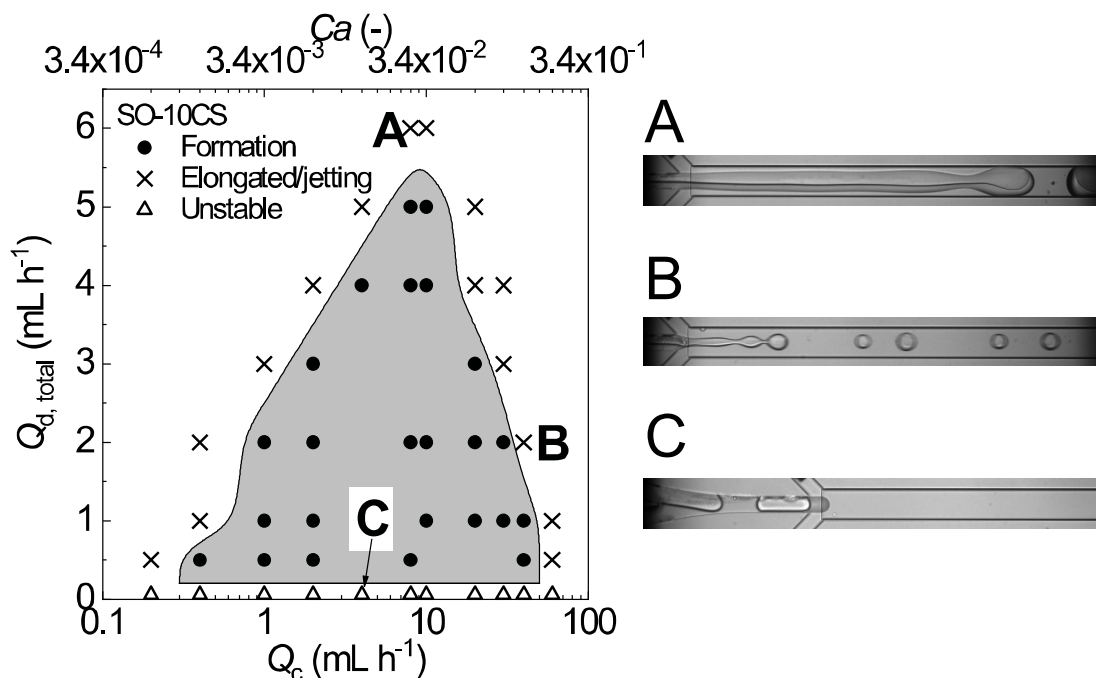 Ca (-)
3.4x10⁻⁴ 3.4x10⁻³ 3.4x10⁻² 3.4x10⁻¹
SO-10CS
Formation
Elongated/jetting
Unstable
A
B
C
6
5
4
3
2
1
0
Q_d, total (mL h⁻¹)
0.1 1 10 100
Q_c (mL h⁻¹)
A
B
C